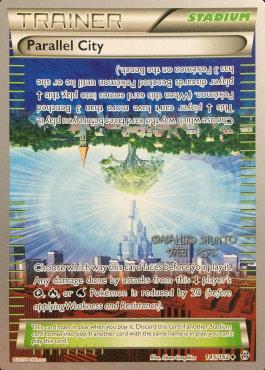 TRAINER
STADIUM
Parallel City
Choose which way this card faces before you play it.
This ↓ player can't have more than 3 Benched
Pokémon. (When this card comes into play, this ↓
player discards Benched Pokémon until he or she
has 3 Pokémon on the Bench.)
MASAHIRO SHUNTO
Choose which way this card faces before you play it.
Any damage done by attacks from this ↓ player's
Pokémon is reduced by 20 (before
applying Weakness and Resistance).
This card stays in play when you play it. Discard this card if another Stadium
card comes into play. If another card with the same name is in play, you can't
play this card.
Illus. 5ban Graphics
145/162